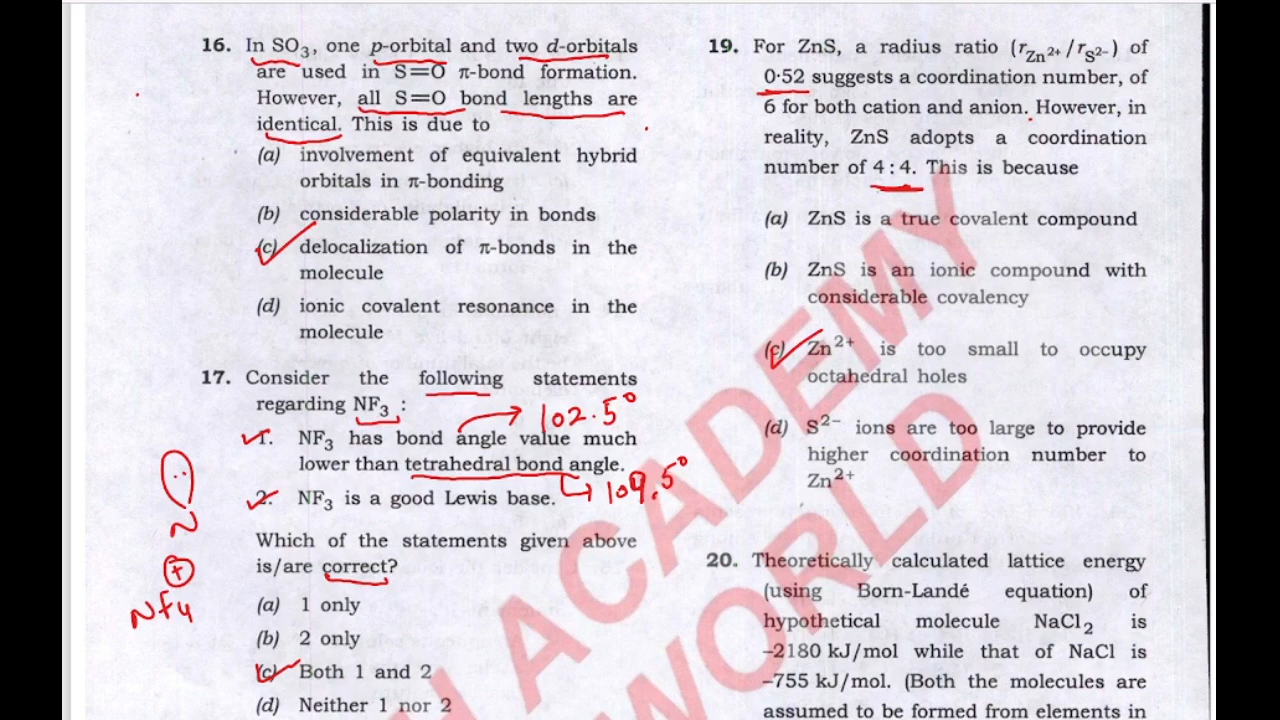 16. In SO3, one p-orbital and two d-orbitals
are used in S=O π-bond formation.
However, all S=O bond lengths are
identical. This is due to
(a) involvement of equivalent hybrid
orbitals in π-bonding
(b) considerable polarity in bonds
(c) delocalization of π-bonds in the
molecule
(d) ionic covalent resonance in the
molecule
17. Consider the following statements
regarding NF3 :
102.5°
1. NF3 has bond angle value much
lower than tetrahedral bond angle.
109.5°
2. NF3 is a good Lewis base.
N
+
NF4
Which of the statements given above
is/are correct?
(a) 1 only
(b) 2 only
(c) Both 1 and 2
(d) Neither 1 nor 2
19. For ZnS, a radius ratio (rZn2+/rS2−) of
0·52 suggests a coordination number, of
6 for both cation and anion. However, in
reality, ZnS adopts a coordination
number of 4 : 4. This is because
(a) ZnS is a true covalent compound
(b) ZnS is an ionic compound with
considerable covalency
(c) Zn2+ is too small to occupy
octahedral holes
(d) S2− ions are too large to provide
higher coordination number to
Zn2+
20. Theoretically calculated lattice energy
(using Born-Landé equation) of
hypothetical molecule NaCl2 is
−2180 kJ/mol while that of NaCl is
−755 kJ/mol. (Both the molecules are
assumed to be formed from elements in
H ACADEMY
WORLD